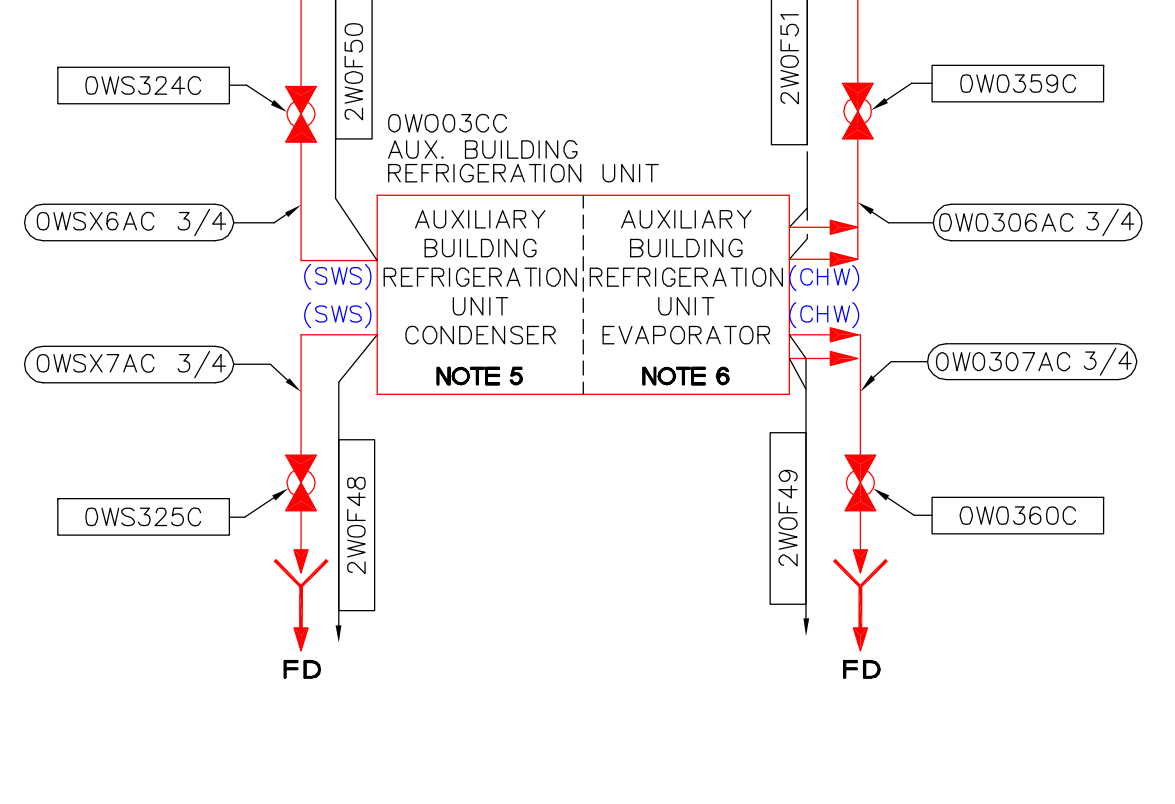 2W0F50
2W0F51
0WS324C
0W0359C
0WO03CC
AUX. BUILDING
REFRIGERATION UNIT
0WSX6AC 3/4
AUXILIARY
BUILDING
REFRIGERATION
UNIT
CONDENSER
NOTE 5
AUXILIARY
BUILDING
REFRIGERATION
UNIT
EVAPORATOR
NOTE 6
0W0306AC 3/4
(SWS)
(SWS)
(CHW)
(CHW)
0WSX7AC 3/4
0W0307AC 3/4
2W0F48
2W0F49
0WS325C
0W0360C
FD
FD